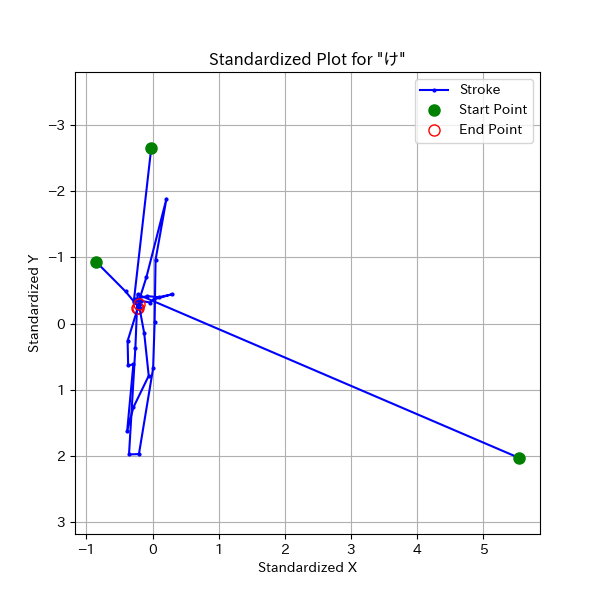 Standardized Plot for "け"
Stroke
Start Point
End Point
Standardized Y
−3
−2
−1
0
1
2
3
−1 0 1 2 3 4 5
Standardized X